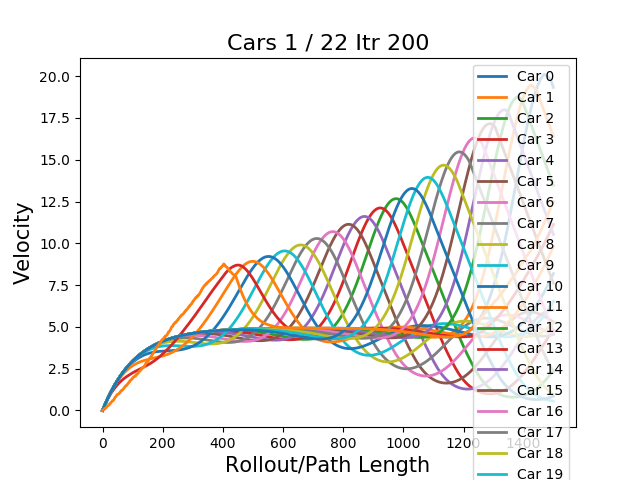 Cars 1 / 22 Itr 200
Velocity
20.0
17.5
15.0
12.5
10.0
7.5
5.0
2.5
0.0
0 200 400 600 800 1000 1200 1400
Rollout/Path Length
Car 0
Car 1
Car 2
Car 3
Car 4
Car 5
Car 6
Car 7
Car 8
Car 9
Car 10
Car 11
Car 12
Car 13
Car 14
Car 15
Car 16
Car 17
Car 18
Car 19